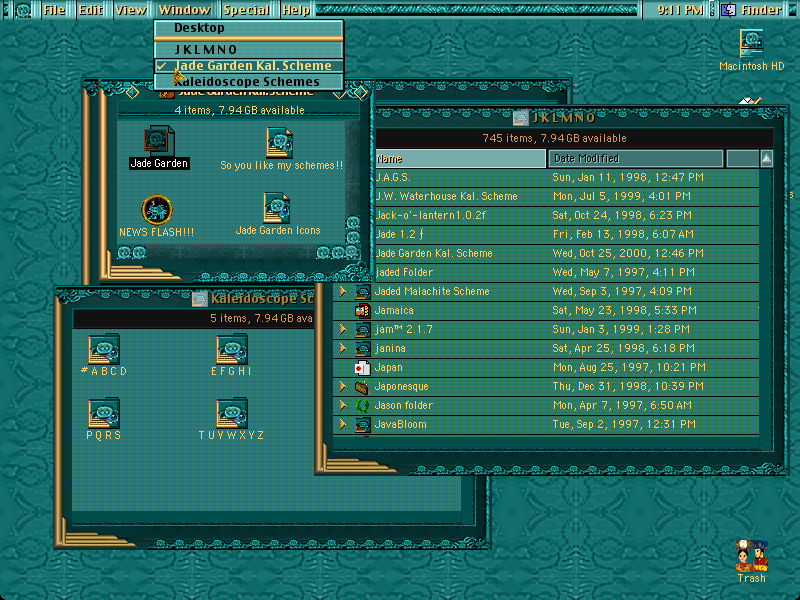 File Edit View Window Special Help 9:11 PM Finder
Desktop
J K L M N O
✓ Jade Garden Kal. Scheme
Kaleidoscope Schemes
Macintosh HD
Jade Garden Kal. Scheme
4 items, 7.94 GB available
Jade Garden
So you like my schemes!!
NEWS FLASH!!!
Jade Garden Icons
J K L M N O
745 items, 7.94 GB available
Name Date Modified
J.A.G.S. Sun, Jan 11, 1998, 12:47 PM
J.W. Waterhouse Kal. Scheme Mon, Jul 5, 1999, 4:01 PM
Jack-o'-lantern1.0.2f Sat, Oct 24, 1998, 6:23 PM
Jade 1.2 ƒ Fri, Feb 13, 1998, 6:07 AM
Jade Garden Kal. Scheme Wed, Oct 25, 2000, 12:46 PM
jaded Folder Wed, May 7, 1997, 4:11 PM
Jaded Malachite Scheme Wed, Sep 3, 1997, 4:09 PM
Jamaica Sat, May 23, 1998, 5:33 PM
jam™ 2.1.7 Sun, Jan 3, 1999, 1:28 PM
janina Sat, Apr 25, 1998, 6:18 PM
Japan Mon, Aug 25, 1997, 10:21 PM
Japonesque Thu, Dec 31, 1998, 10:39 PM
Jason folder Mon, Apr 7, 1997, 6:50 AM
JavaBloom Tue, Sep 2, 1997, 12:31 PM
Kaleidoscope Sc
5 items, 7.94 GB ava
# A B C D
E F G H I
P Q R S
T U Y W X Y Z
Trash